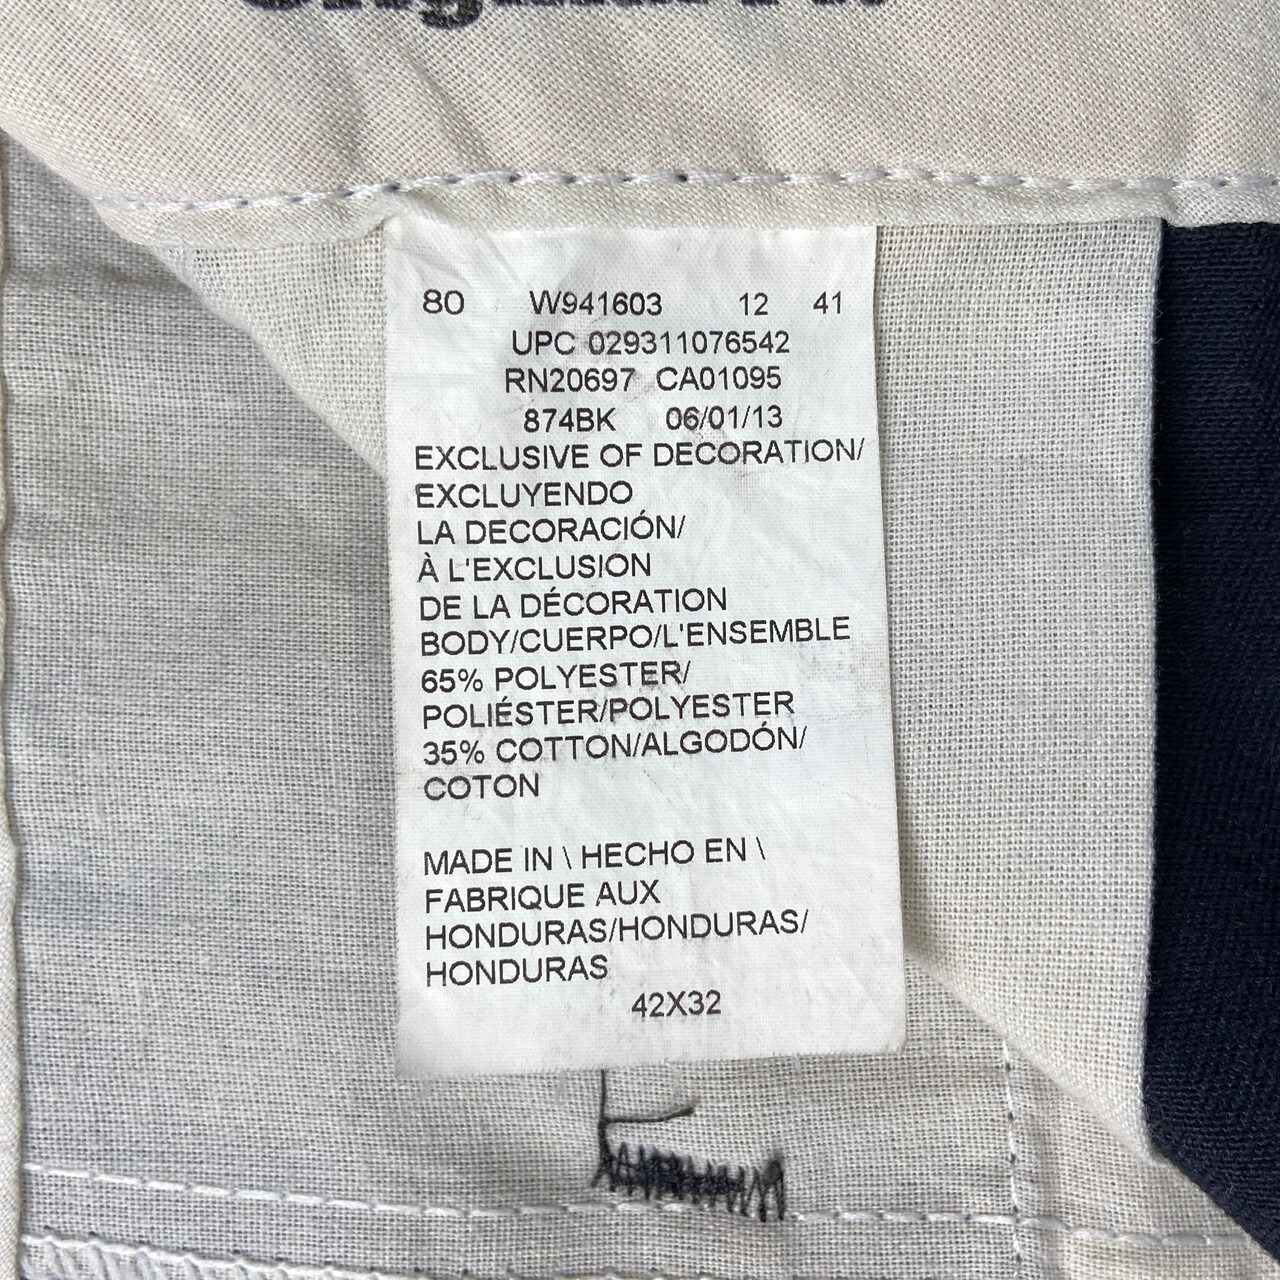 80 W941603 12 41
UPC 029311076542
RN20697 CA01095
874BK 06/01/13
EXCLUSIVE OF DECORATION/
EXCLUYENDO
LA DECORACIÓN/
À L'EXCLUSION
DE LA DÉCORATION
BODY/CUERPO/L'ENSEMBLE
65% POLYESTER/
POLIÉSTER/POLYESTER
35% COTTON/ALGODÓN/
COTON
MADE IN \ HECHO EN \
FABRIQUE AUX
HONDURAS/HONDURAS/
HONDURAS
42X32